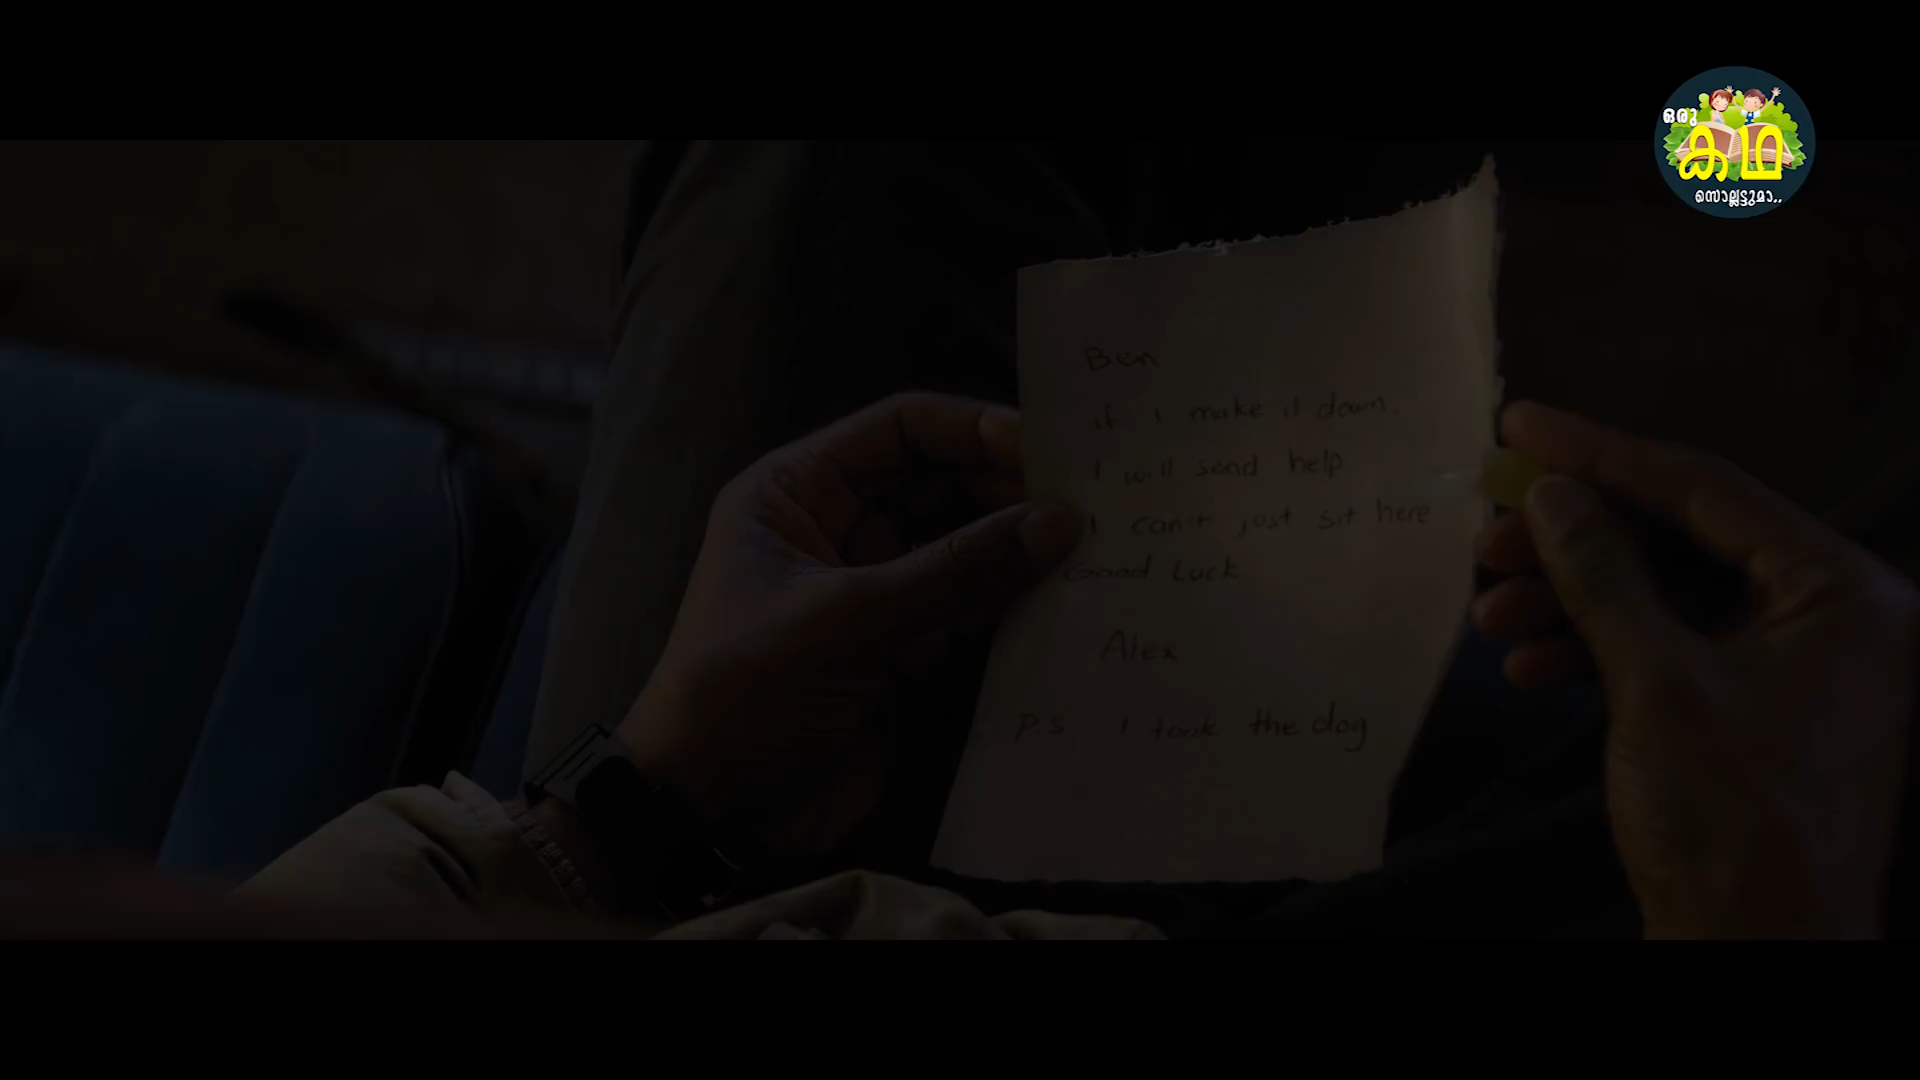 ഒരു
കഥ
സൊല്ലട്ടുമാ..
Ben
if i make it down.
I will send help
I can't just sit here
Good Luck
Alex
P.S I took the dog